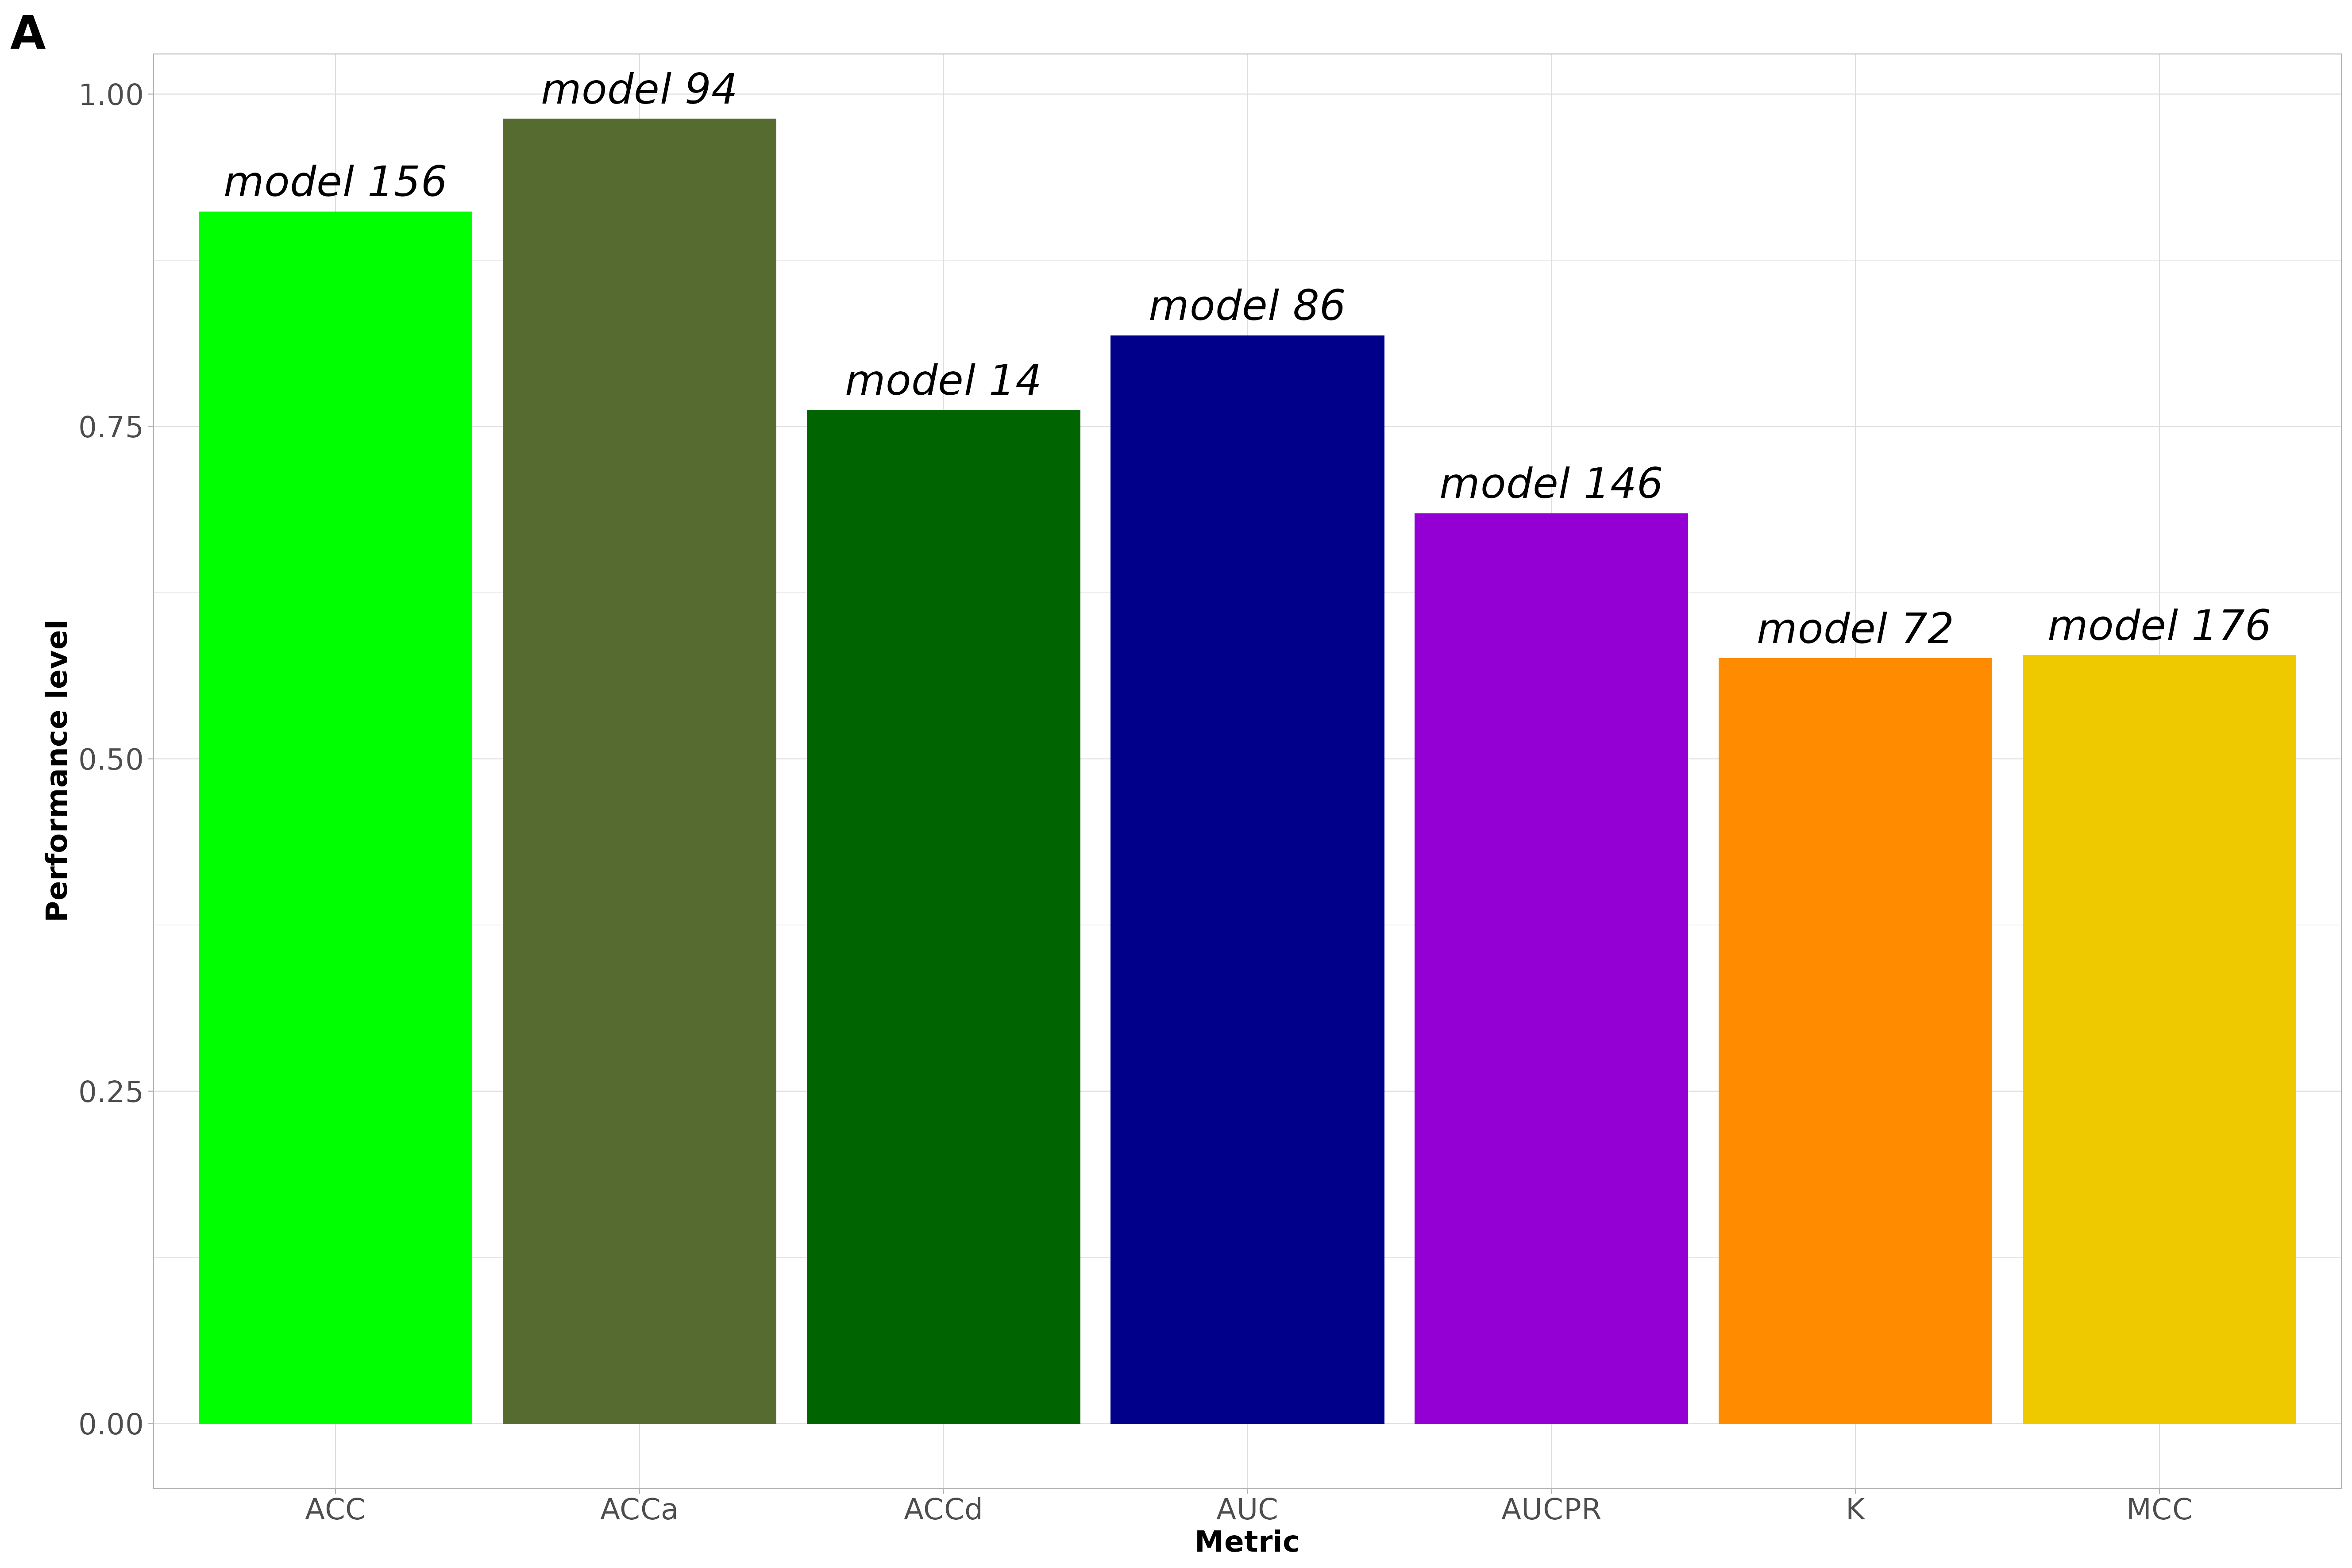 A
model 94
1.00
model 156
model 86
model 14
0.75
model 146
model 72
model 176
Performance level
0.50
0.25
0.00
ACC
ACCa
ACCd
AUC
AUCPR
K
MCC
Metric